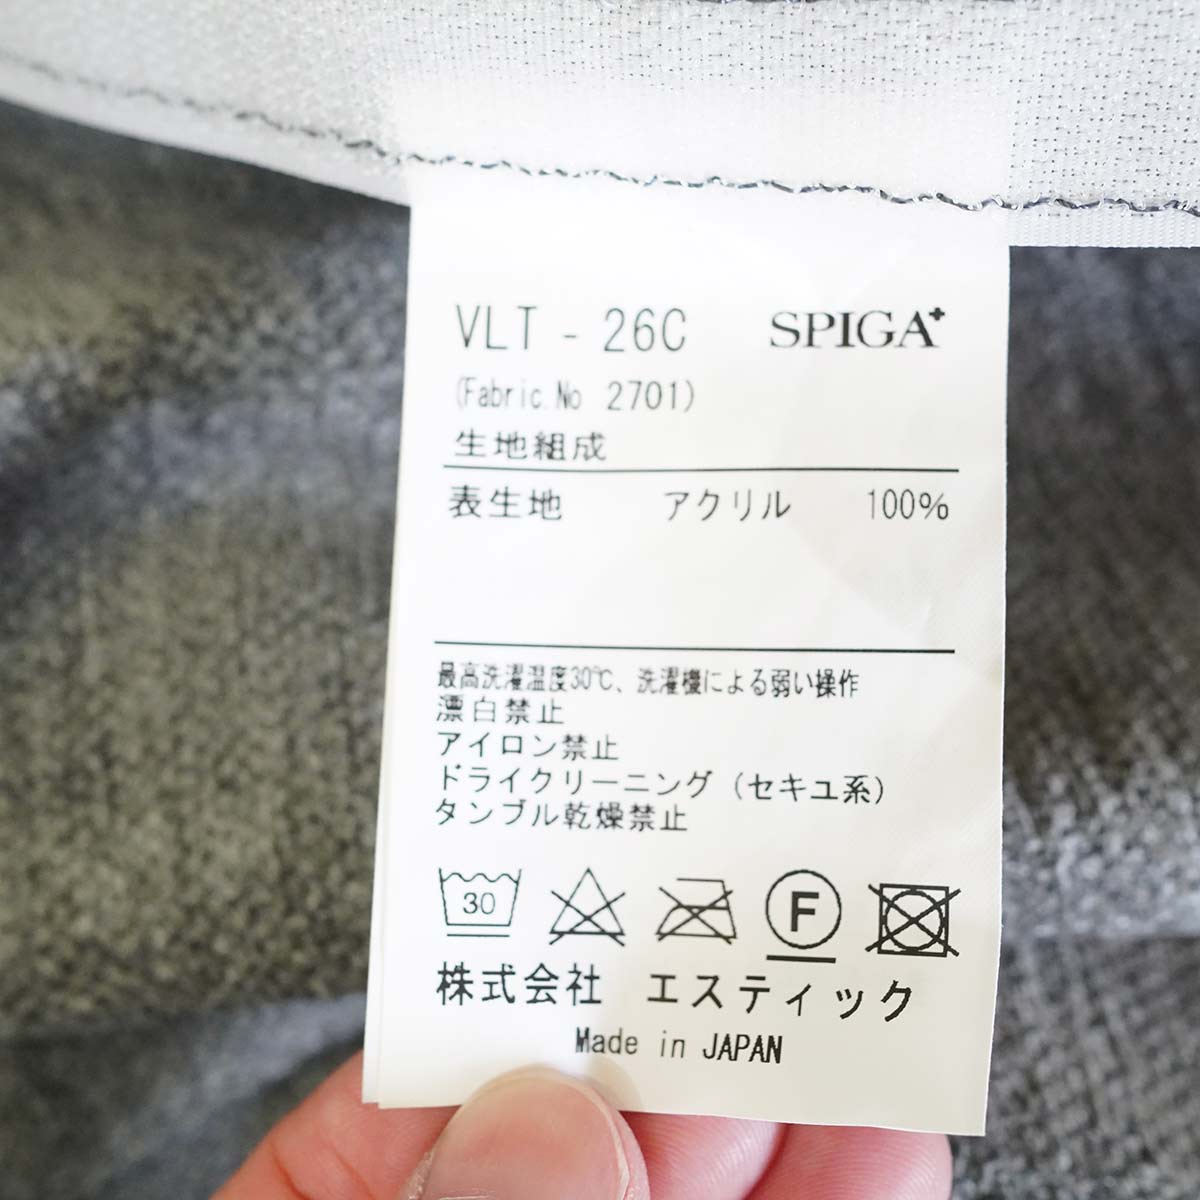 VLT - 26C SPIGA+
(Fabric.No 2701)
生地組成
表生地 アクリル 100%
最高洗濯温度30℃、洗濯機による弱い操作
漂白禁止
アイロン禁止
ドライクリーニング(セキユ系)
タンブル乾燥禁止
30 F
株式会社 エスティック
Made in JAPAN